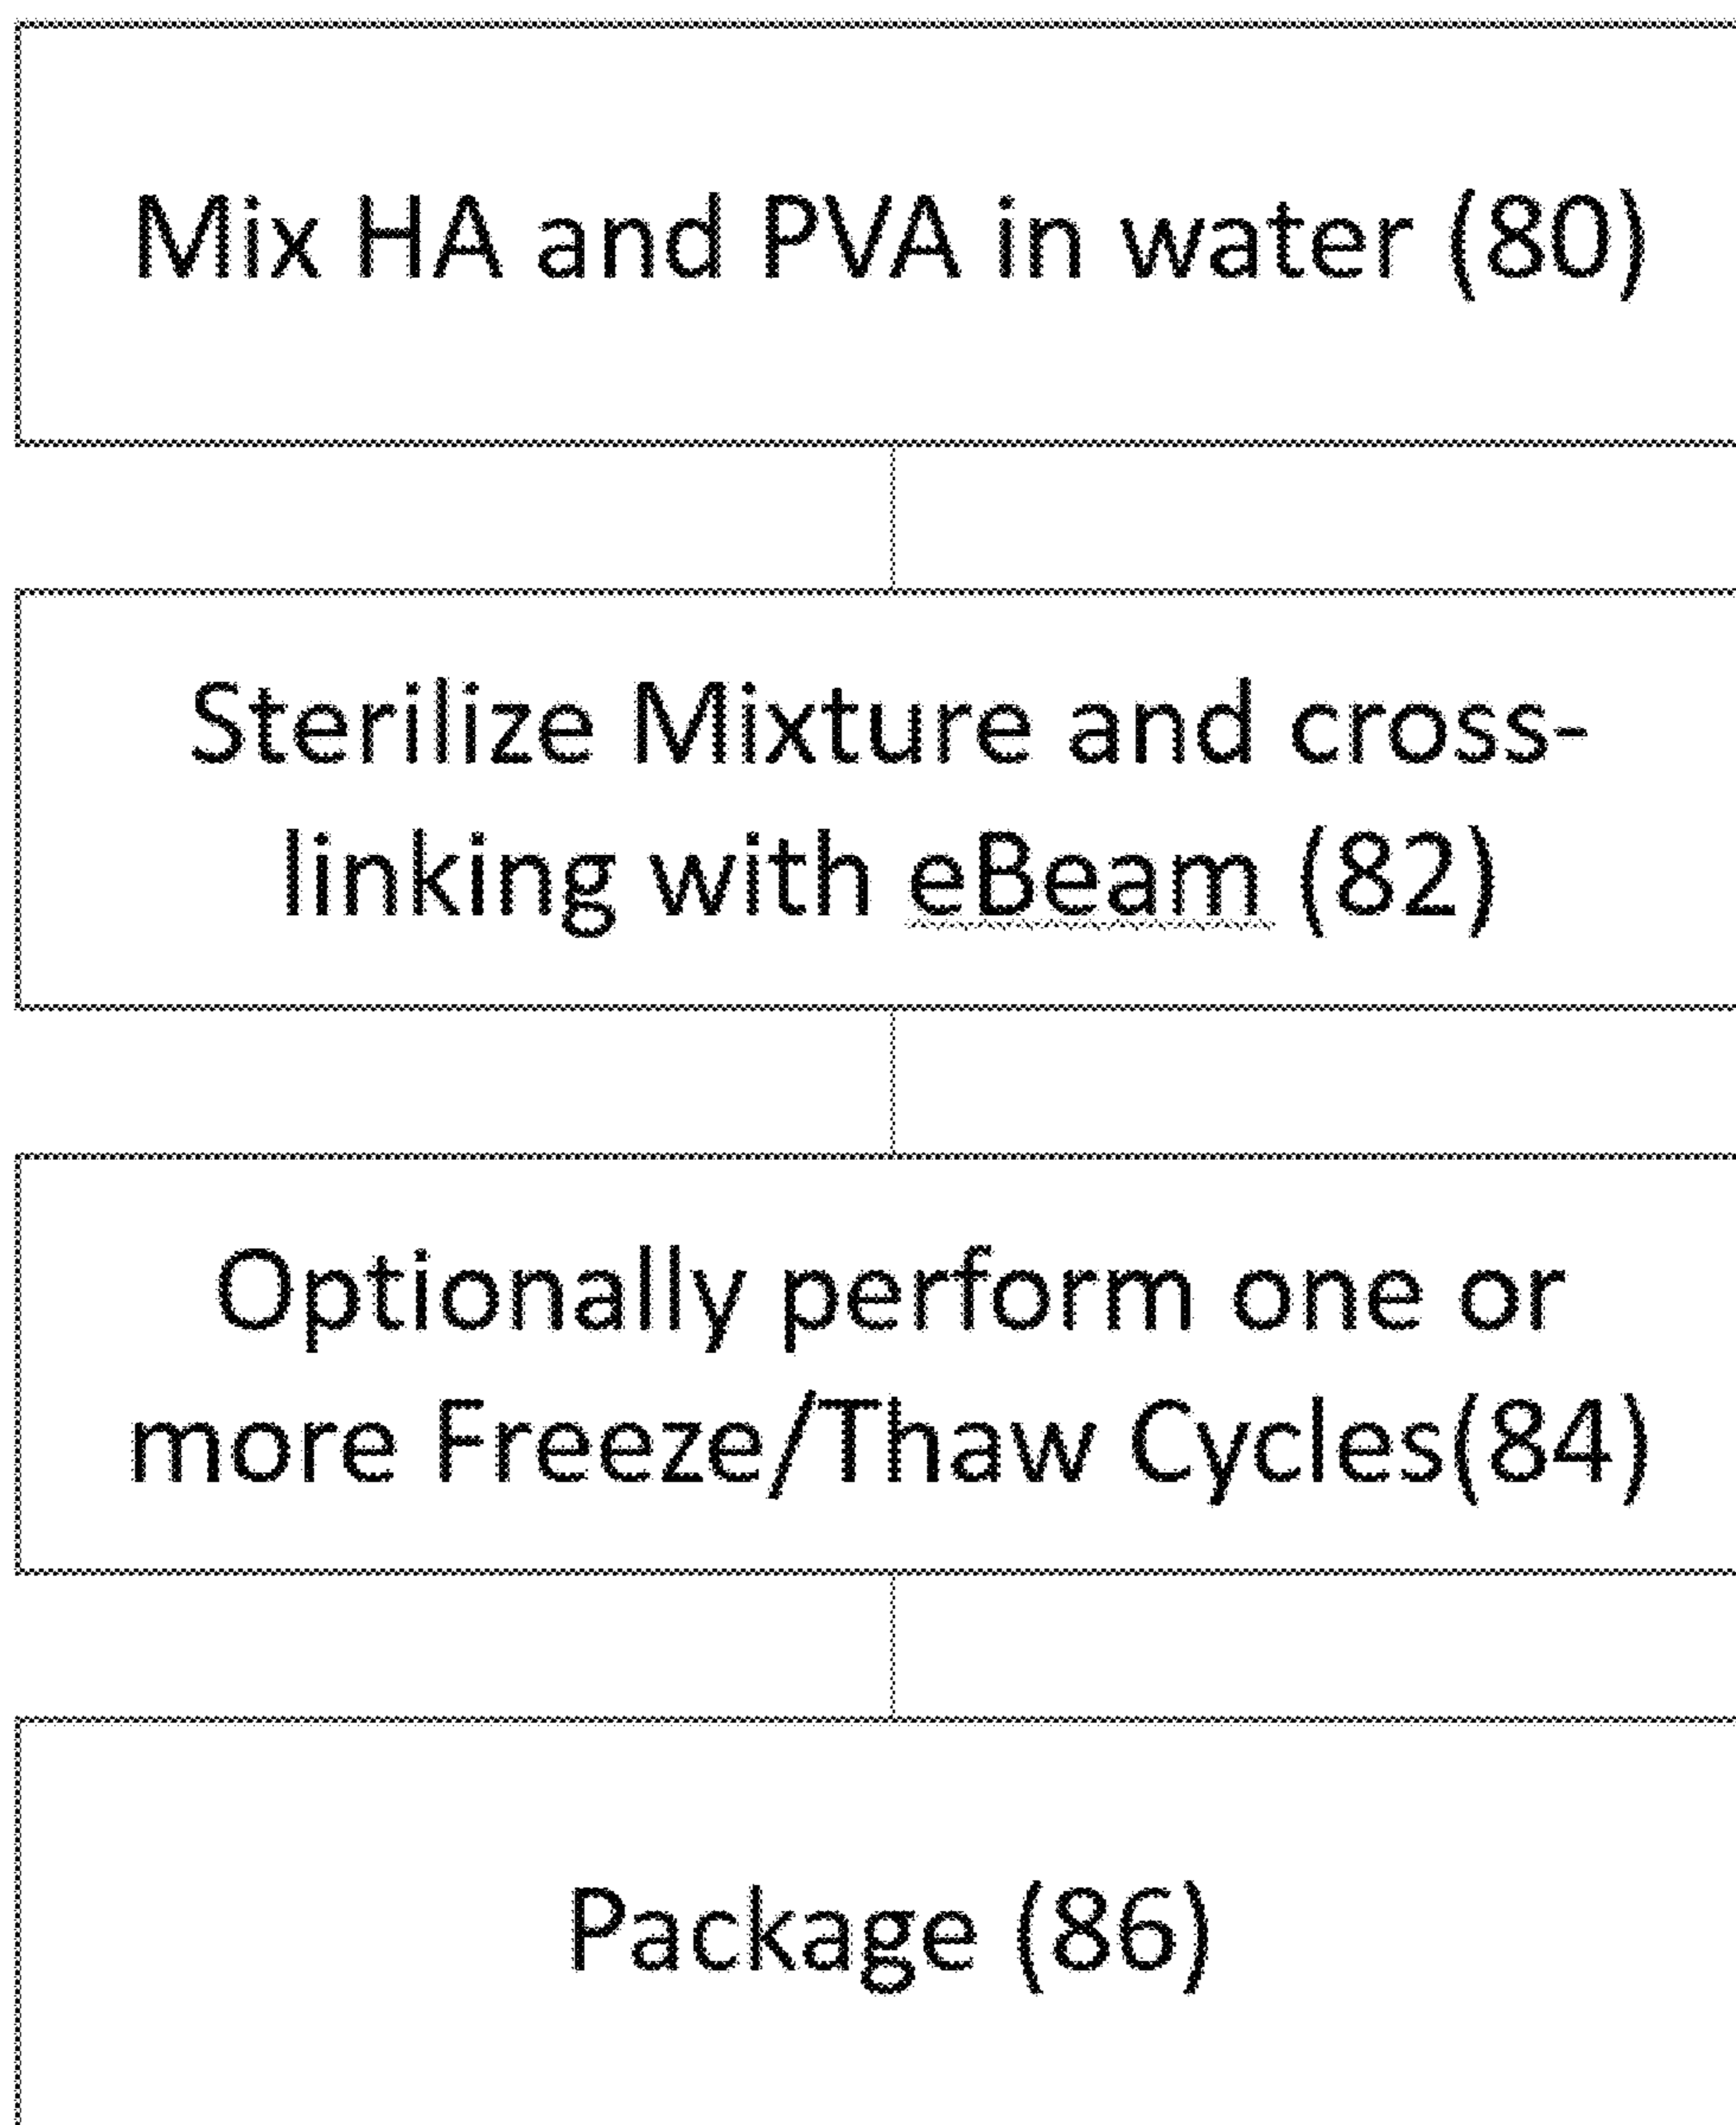 Mix HA and PVA in water (80)
Sterilize Mixture and cross-
linking with eBeam (82)
Optionally perform one or
more Freeze/Thaw Cycles(84)
Package (86)